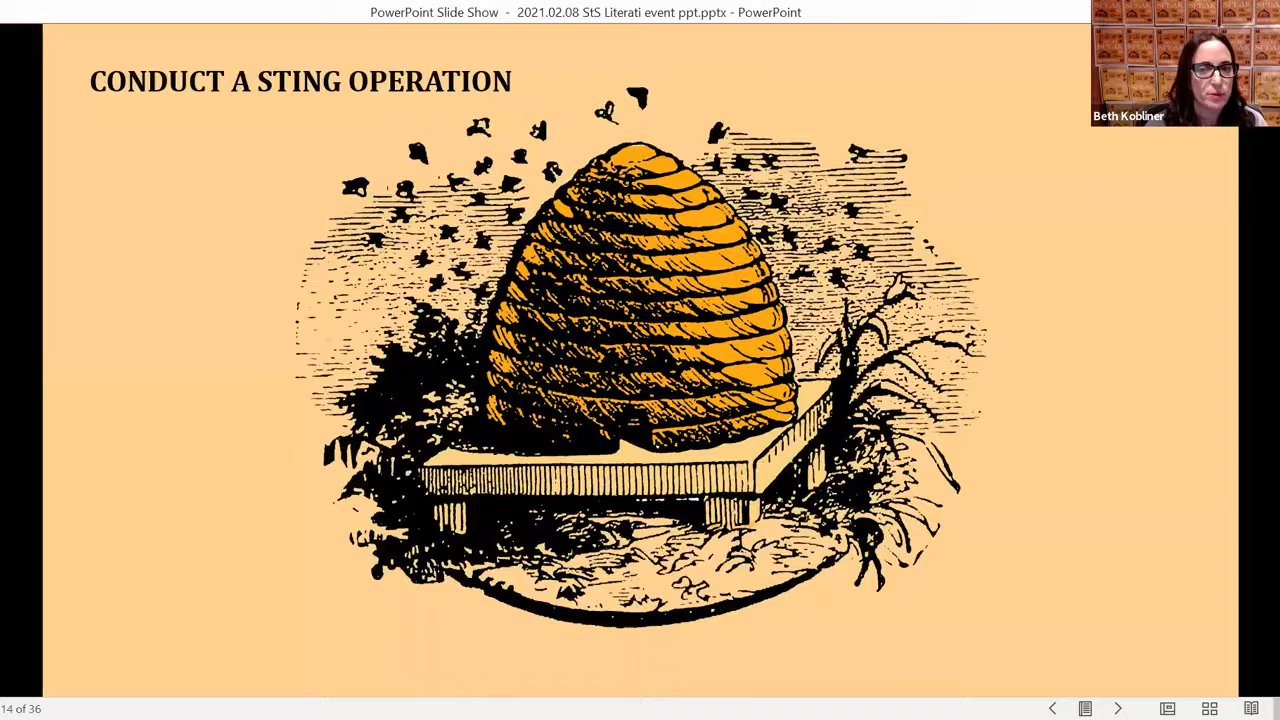 PowerPoint Slide Show - 2021.02.08 StS Literati event ppt.pptx - PowerPoint
CONDUCT A STING OPERATION
SPEAK
Beth Kobliner
14 of 36